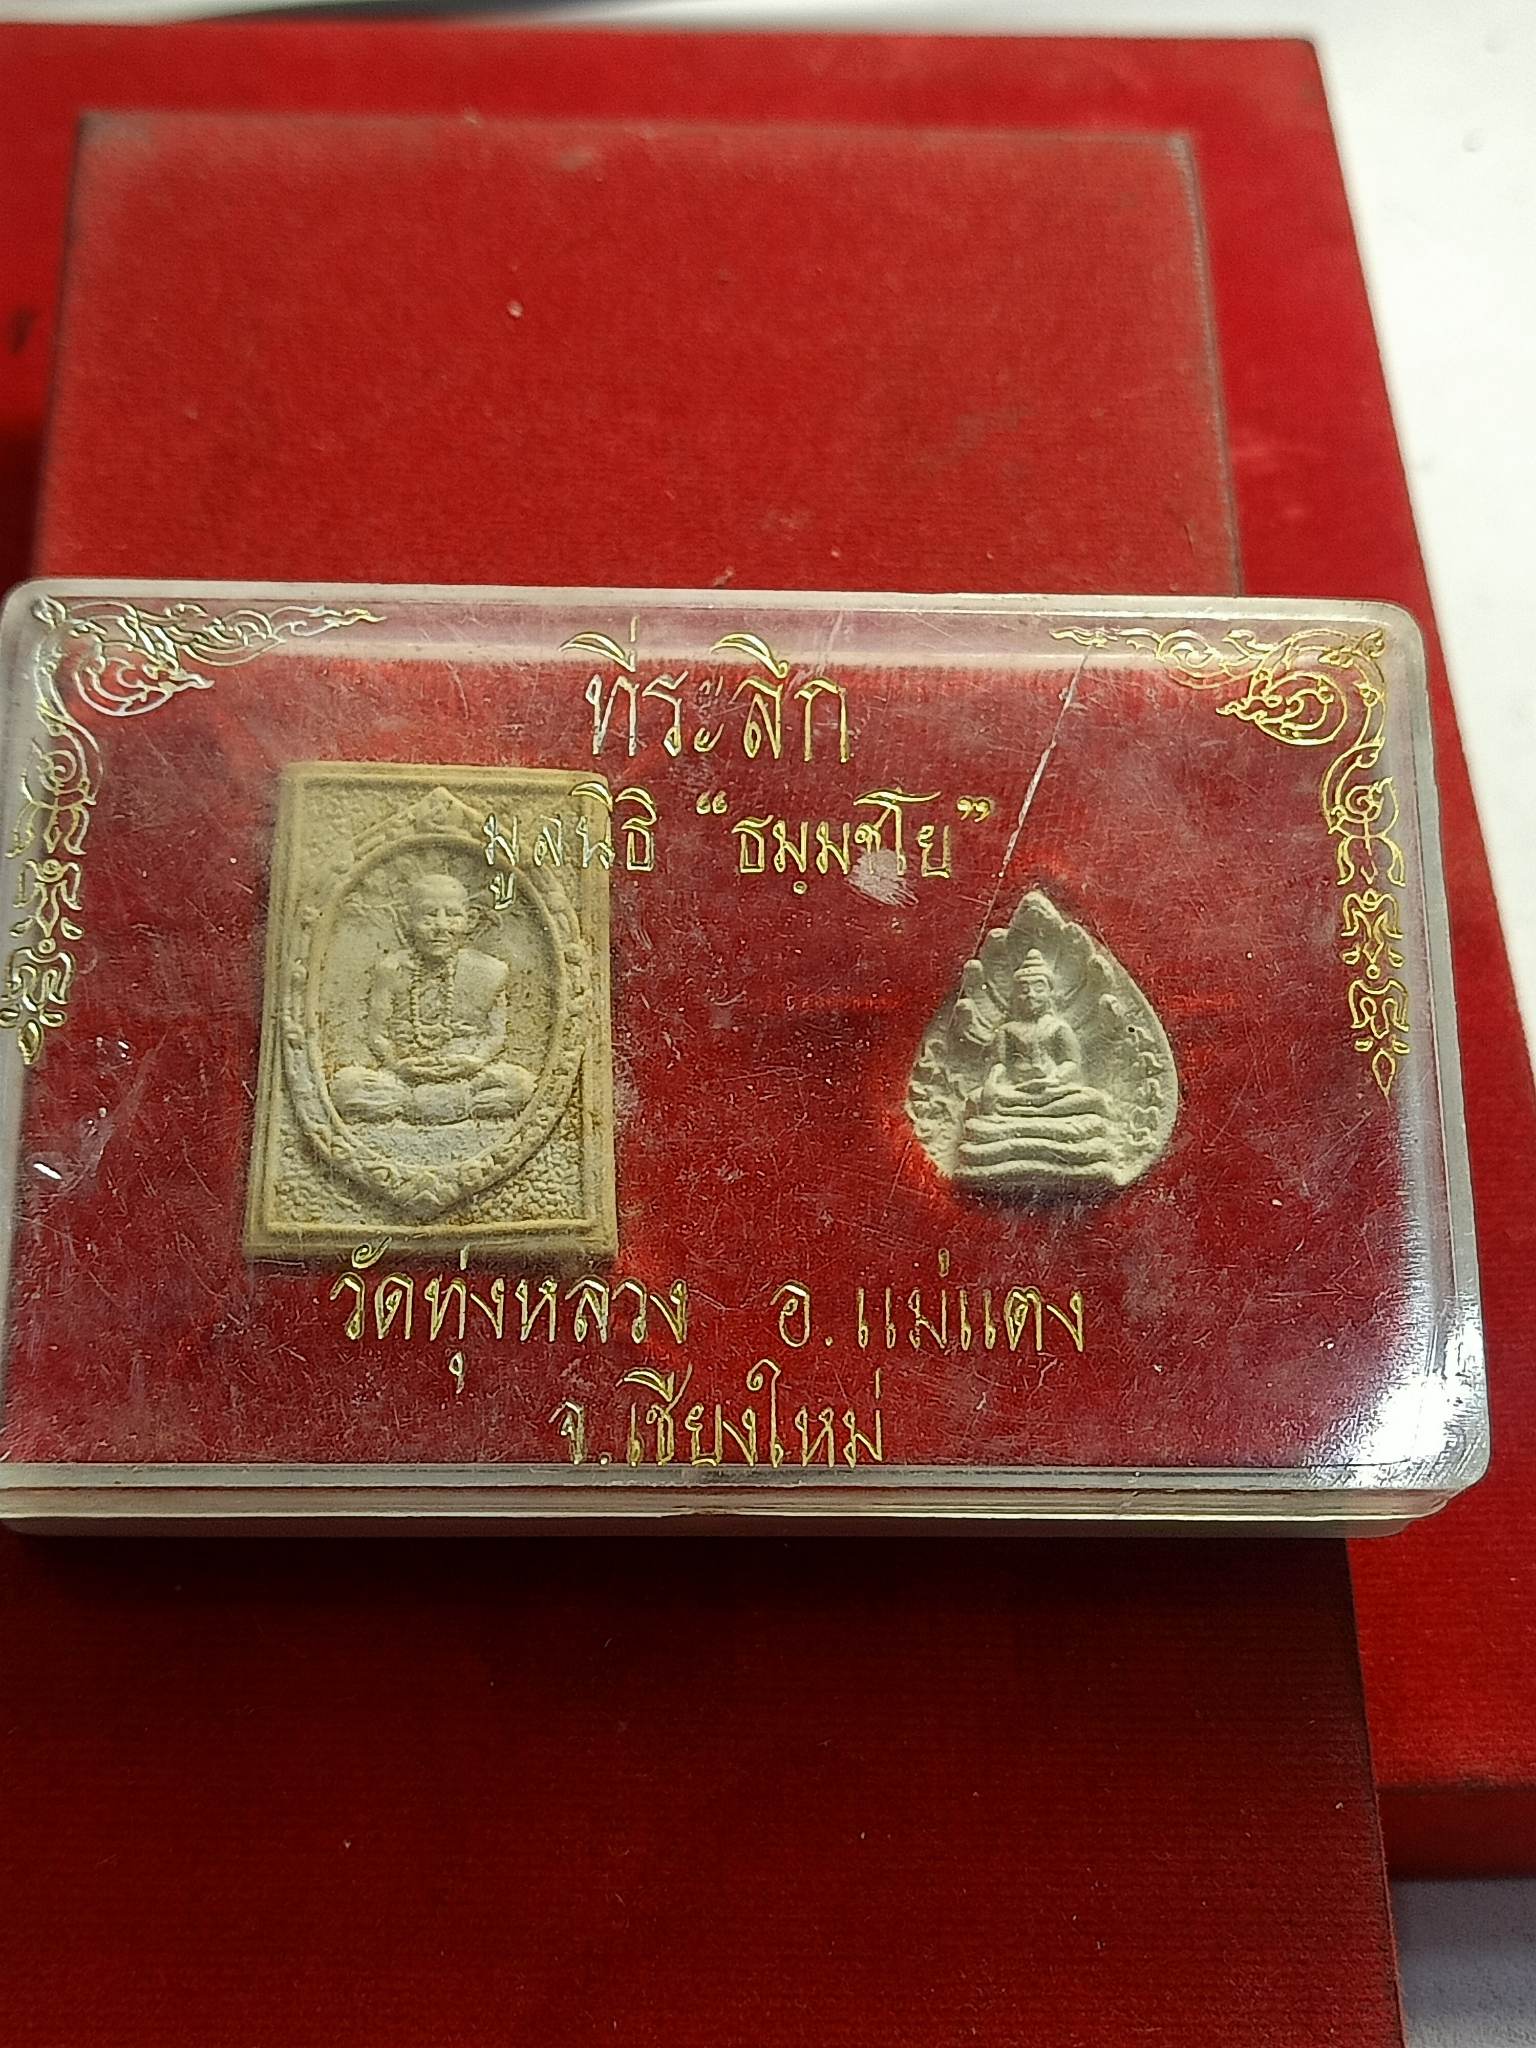 ที่ระลึก
มูลนิธิ “ธมฺมชโย”
วัดทุ่งหลวง อ.แม่แตง
จ.เชียงใหม่